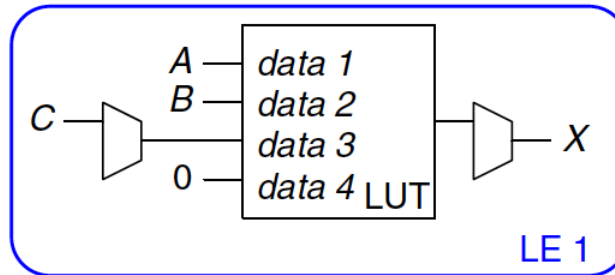 A data 1
B data 2
C data 3
0 data 4 LUT
X
LE 1